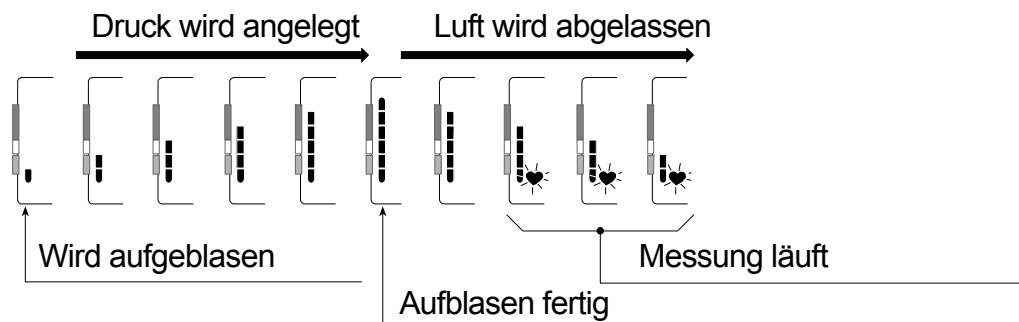 Druck wird angelegt
Luft wird abgelassen
Wird aufgeblasen
Messung läuft
Aufblasen fertig